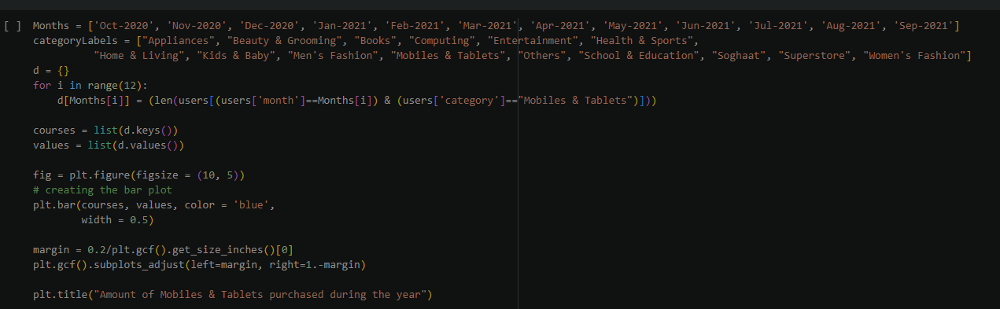 [ ] Months = ['Oct-2020', 'Nov-2020', 'Dec-2020', 'Jan-2021', 'Feb-2021', 'Mar-2021', 'Apr-2021', 'May-2021', 'Jun-2021', 'Jul-2021', 'Aug-2021', 'Sep-2021']
categoryLabels = ["Appliances", "Beauty & Grooming", "Books", "Computing", "Entertainment", "Health & Sports",
"Home & Living", "Kids & Baby", "Men's Fashion", "Mobiles & Tablets", "Others", "School & Education", "Soghaat", "Superstore", "Women's Fashion"]
d = {}
for i in range(12):
d[Months[i]] = (len(users[(users['month']==Months[i]) & (users['category']=="Mobiles & Tablets")]))
courses = list(d.keys())
values = list(d.values())
fig = plt.figure(figsize = (10, 5))
# creating the bar plot
plt.bar(courses, values, color = 'blue',
width = 0.5)
margin = 0.2/plt.gcf().get_size_inches()[0]
plt.gcf().subplots_adjust(left=margin, right=1.-margin)
plt.title("Amount of Mobiles & Tablets purchased during the year")